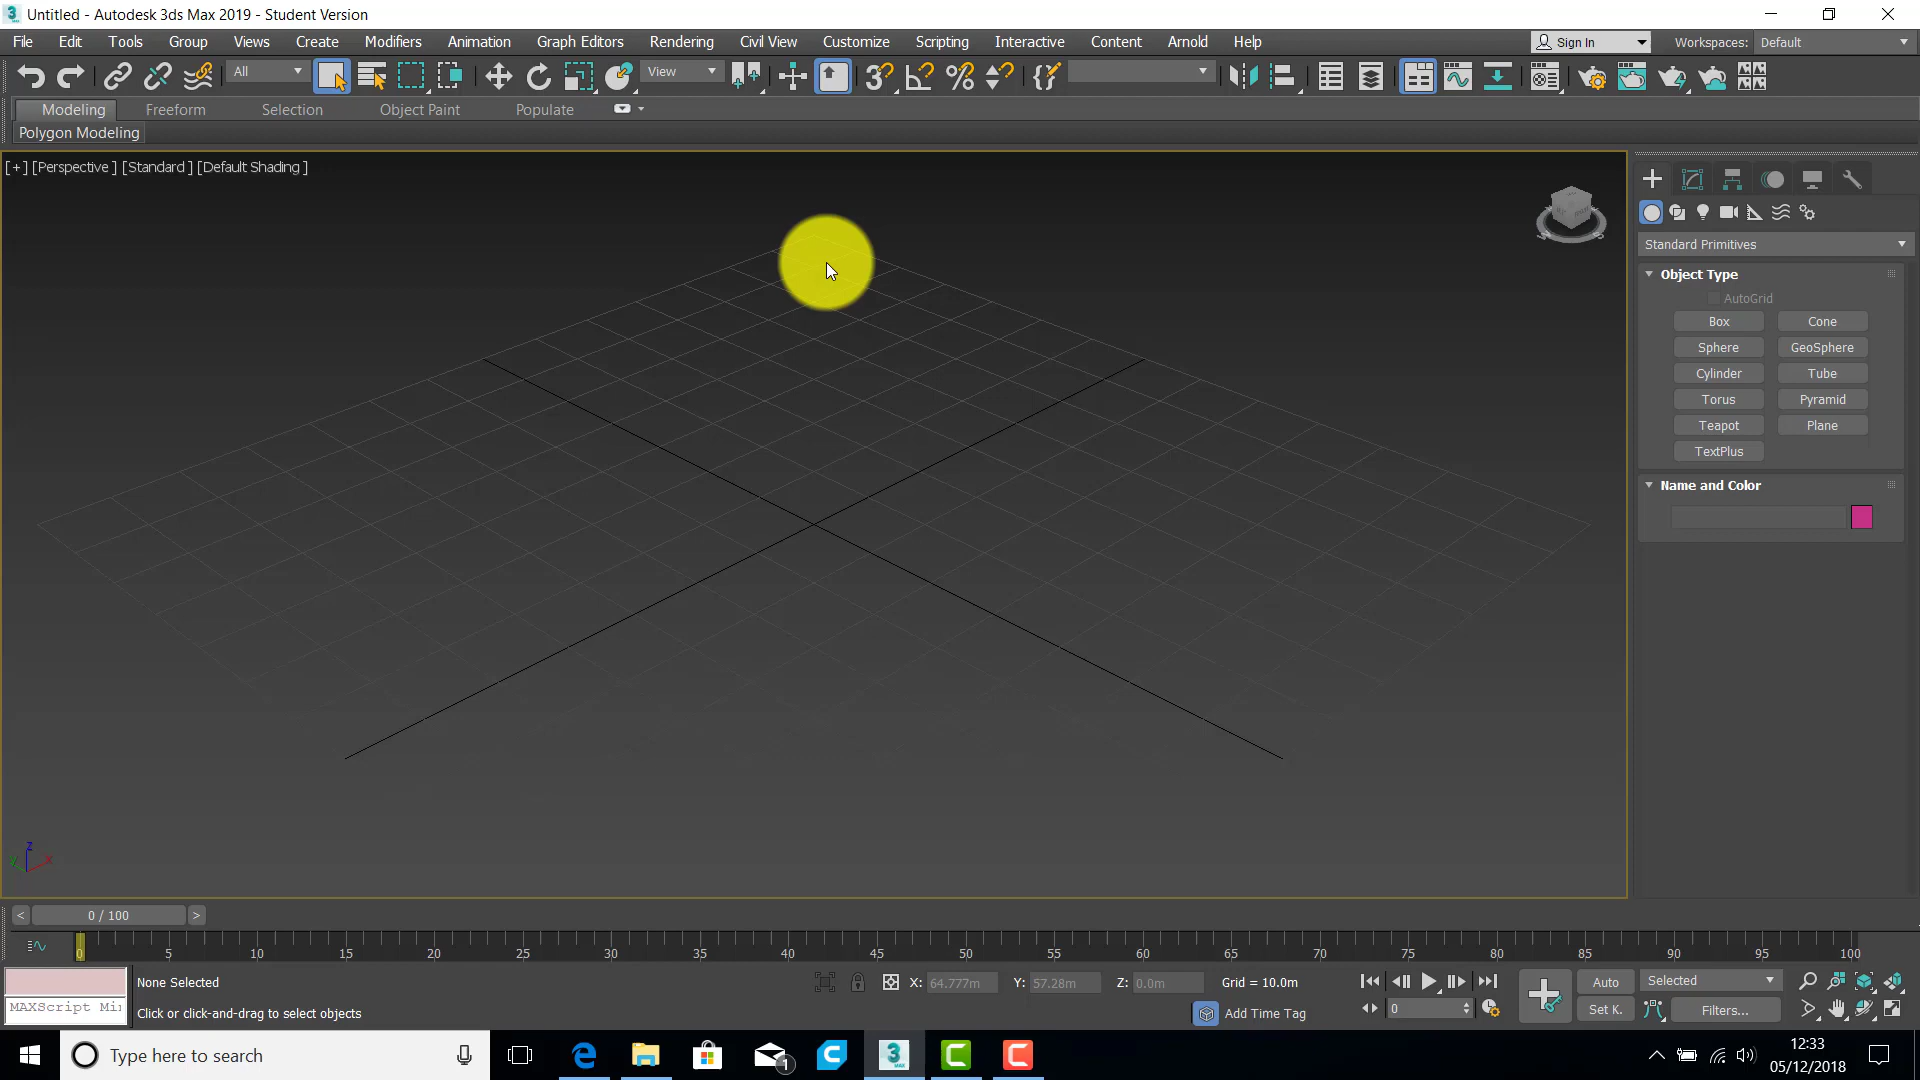 Untitled - Autodesk 3ds Max 2019 - Student Version
File Edit Tools Group Views Create Modifiers Animation Graph Editors Rendering Civil View Customize Scripting Interactive Content Arnold Help Sign In Workspaces: Default
All View
Modeling Freeform Selection Object Paint Populate
Polygon Modeling
[+] [Perspective ] [Standard ] [Default Shading ]
Standard Primitives
Object Type
AutoGrid
Box Cone
Sphere GeoSphere
Cylinder Tube
Torus Pyramid
Teapot Plane
TextPlus
Name and Color
z
x
y
< 0 / 100 >
0 5 10 15 20 25 30 35 40 45 50 55 60 65 70 75 80 85 90 95 100
None Selected X: 64.777m Y: 57.28m Z: 0.0m Grid = 10.0m Auto Selected
MAXScript Mi
Click or click-and-drag to select objects Add Time Tag 0 Set K. Filters...
Type here to search 1 3 MAX 12:33
05/12/2018